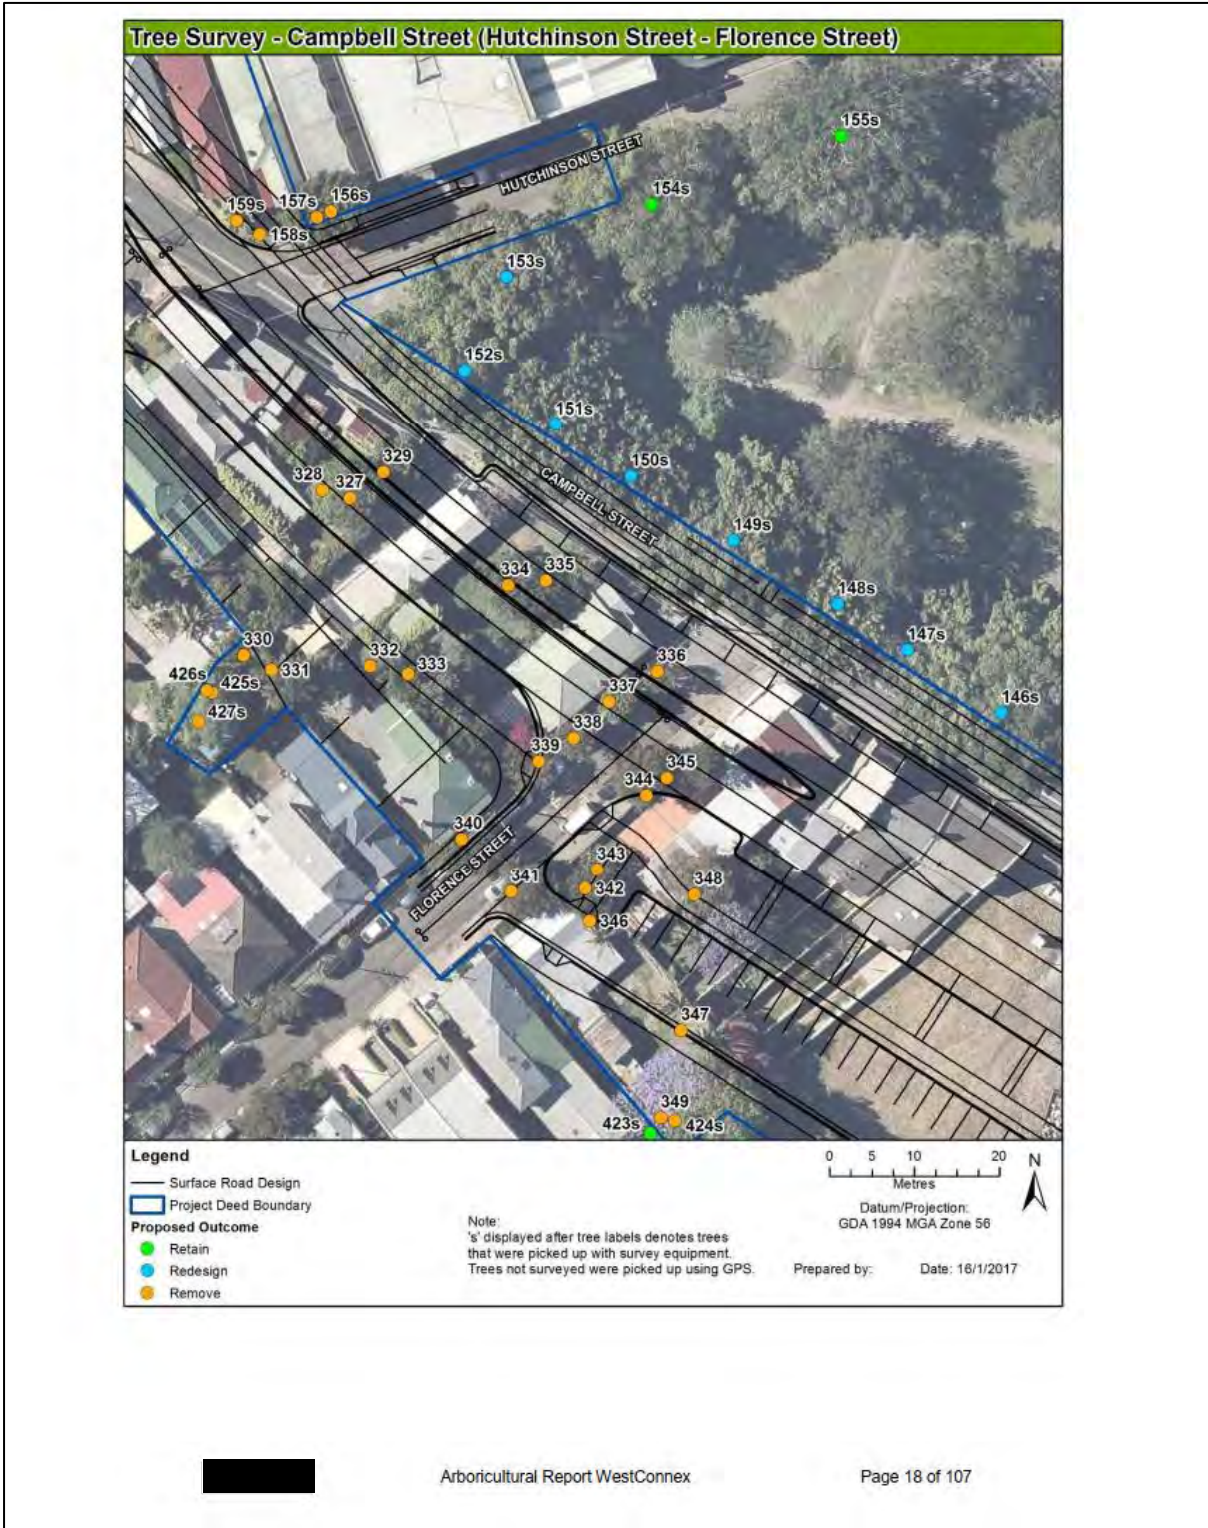 Tree Survey - Campbell Street (Hutchinson Street - Florence Street)
155s
HUTCHINSON STREET
154s
157s
156s
159s
158s
153s
152s
151s
150s
329
328
327
CAMPBELL STREET
149s
334
335
148s
147s
330
332
336
331
333
426s
425s
337
146s
427s
338
339
345
344
340
FLORENCE STREET
343
341
342
348
346
347
349
423s
424s
Legend
Surface Road Design
Project Deed Boundary
Proposed Outcome
Retain
Redesign
Remove
Note:
's' displayed after tree labels denotes trees
that were picked up with survey equipment.
Trees not surveyed were picked up using GPS.
0 5 10 20
Metres
N
Datum/Projection:
GDA 1994 MGA Zone 56
Prepared by: Date: 16/1/2017
Arboricultural Report WestConnex Page 18 of 107